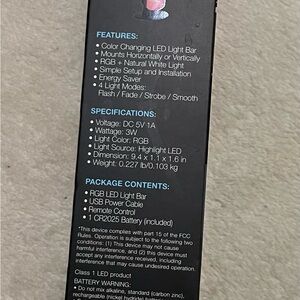 FEATURES:
• Color Changing LED Light Bar
• Mounts Horizontally or Vertically
• RGB + Natural White Light
• Simple Setup and Installation
• Energy Saver
• 4 Light Modes:
Flash / Fade / Strobe / Smooth
SPECIFICATIONS:
• Voltage: DC 5V 1A
• Wattage: 3W
• Light Color: RGB
• Light Source: Highlight LED
• Dimension: 9.4 x 1.1 x 1.6 in
• Weight: 0.227 lb/0.103 kg
PACKAGE CONTENTS:
• RGB LED Light Bar
• USB Power Cable
• Remote Control
• 1 CR2025 Battery (included)
*This device complies with part 15 of the FCC
Rules. Operation is subject to the following two
conditions: (1) This device may not cause
harmful interference, and (2) this device must
accept any interference received, including
interference that may cause undesired operation.
Class 1 LED product
BATTERY WARNING:
• Do not mix alkaline, standard (carbon zinc),
rechargeable (nickel hydride)